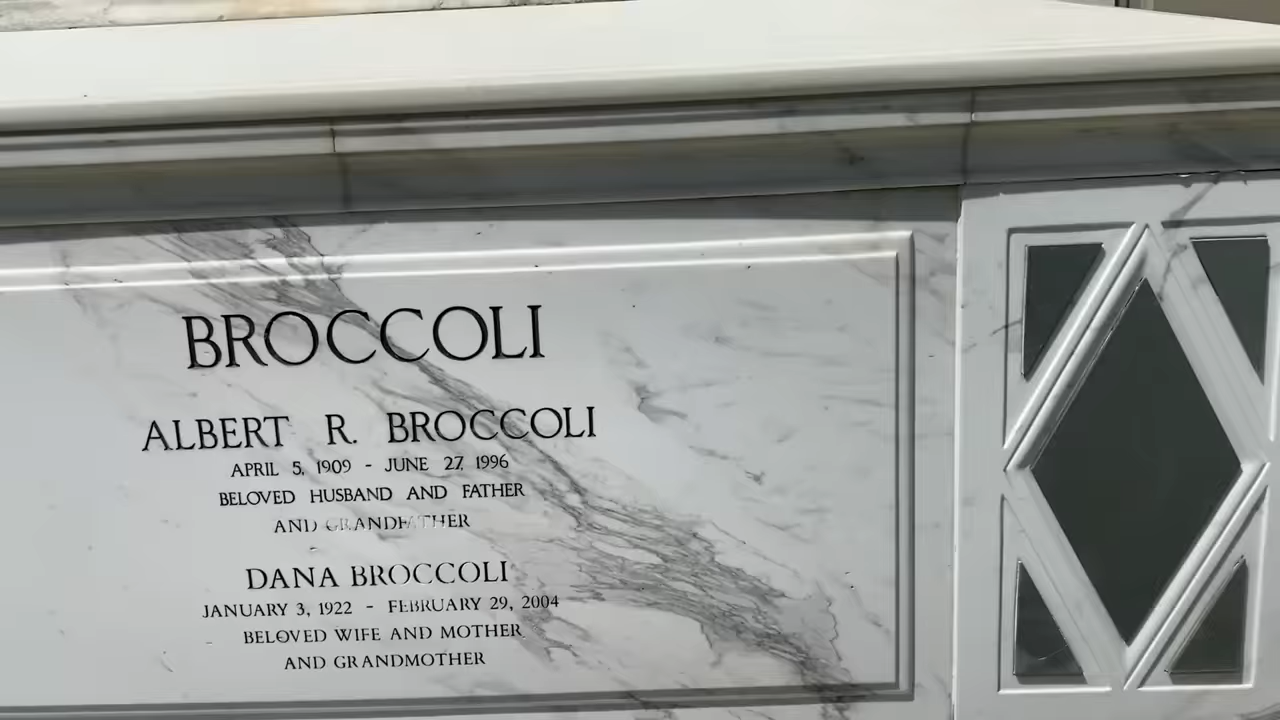 BROCCOLI
ALBERT R. BROCCOLI
APRIL 5, 1909 - JUNE 27, 1996
BELOVED HUSBAND AND FATHER
AND GRANDFATHER
DANA BROCCOLI
JANUARY 3, 1922 - FEBRUARY 29, 2004
BELOVED WIFE AND MOTHER
AND GRANDMOTHER